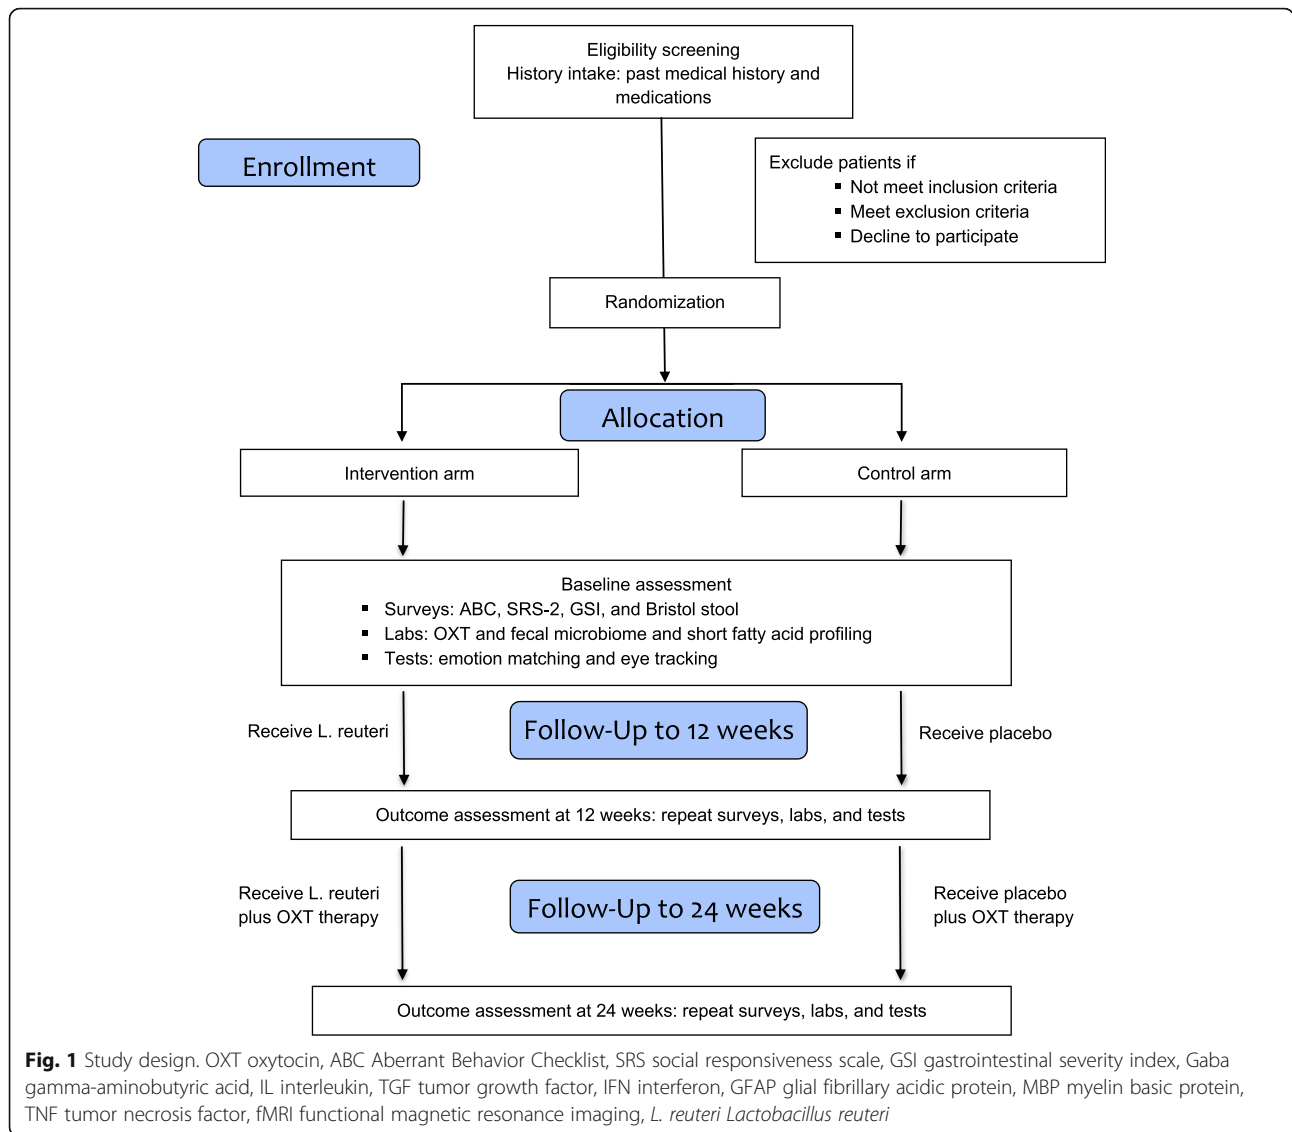 Eligibility screening
History intake: past medical history and
medications
Enrollment
Exclude patients if
▪ Not meet inclusion criteria
▪ Meet exclusion criteria
▪ Decline to participate
Randomization
Allocation
Intervention arm
Control arm
Baseline assessment
▪ Surveys: ABC, SRS-2, GSI, and Bristol stool
▪ Labs: OXT and fecal microbiome and short fatty acid profiling
▪ Tests: emotion matching and eye tracking
Receive L. reuteri
Follow-Up to 12 weeks
Receive placebo
Outcome assessment at 12 weeks: repeat surveys, labs, and tests
Receive L. reuteri
plus OXT therapy
Follow-Up to 24 weeks
Receive placebo
plus OXT therapy
Outcome assessment at 24 weeks: repeat surveys, labs, and tests
Fig. 1 Study design. OXT oxytocin, ABC Aberrant Behavior Checklist, SRS social responsiveness scale, GSI gastrointestinal severity index, Gaba
gamma-aminobutyric acid, IL interleukin, TGF tumor growth factor, IFN interferon, GFAP glial fibrillary acidic protein, MBP myelin basic protein,
TNF tumor necrosis factor, fMRI functional magnetic resonance imaging, L. reuteri Lactobacillus reuteri